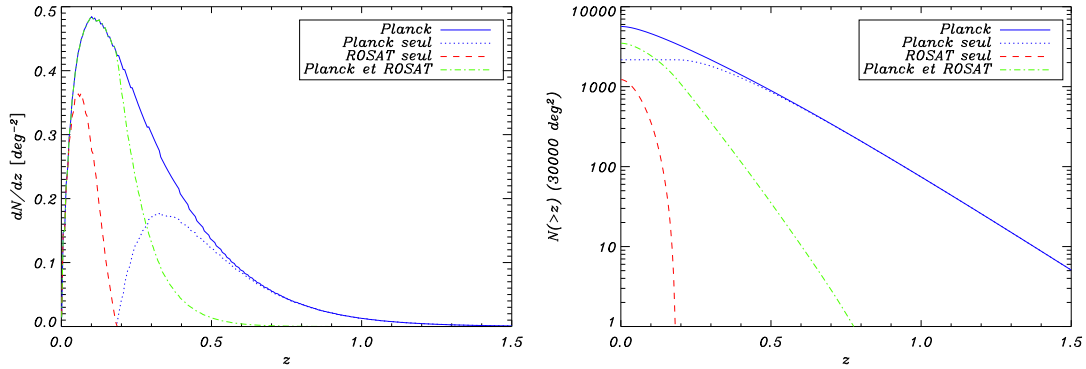 Planck
Planck seul
ROSAT seul
Planck et ROSAT
dN/dz [deg⁻²]
0.5
0.4
0.3
0.2
0.1
0.0
0.0 0.5 1.0 1.5
z
Planck
Planck seul
ROSAT seul
Planck et ROSAT
N(>z) (30000 deg²)
10000
1000
100
10
1
0.0 0.5 1.0 1.5
z